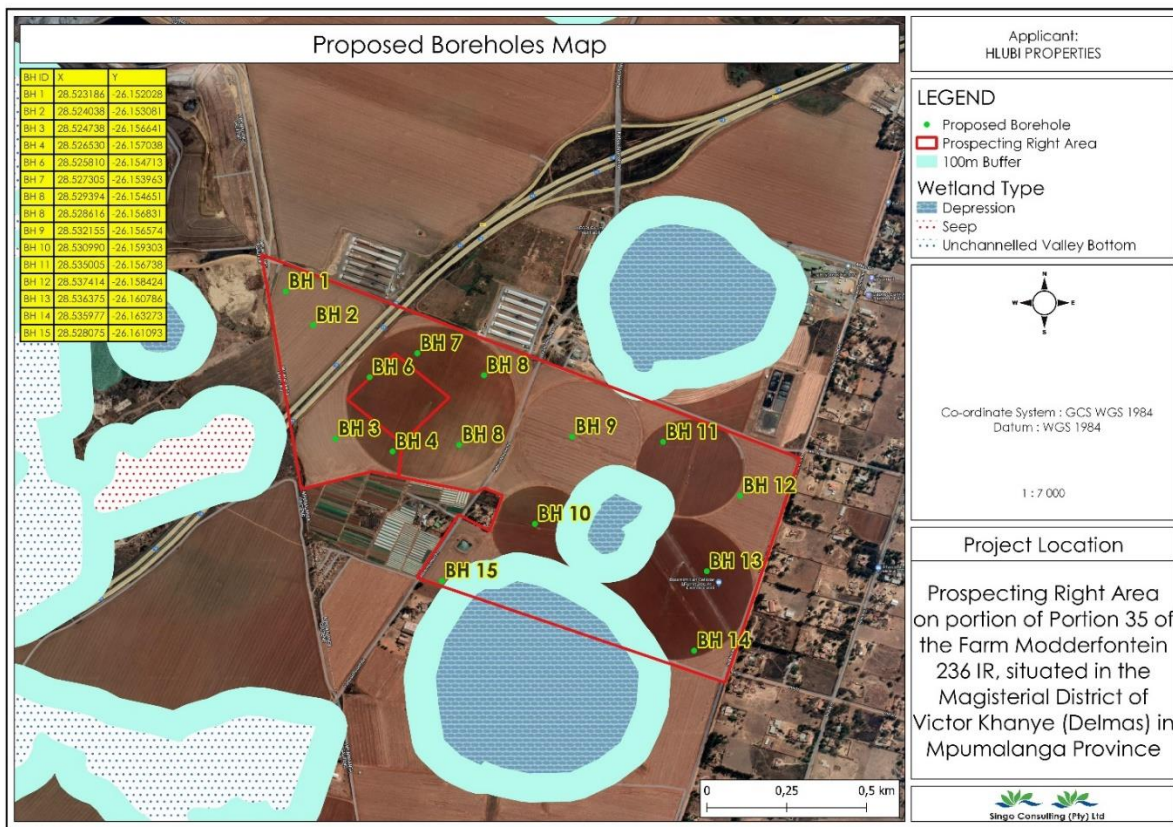 Proposed Boreholes Map
BH ID X Y
BH 1 28.523186 -26.152028
BH 2 28.524038 -26.153081
BH 3 28.524738 -26.156641
BH 4 28.526530 -26.157038
BH 6 28.525810 -26.154713
BH 7 28.527305 -26.153963
BH 8 28.529394 -26.154651
BH 8 28.528616 -26.156831
BH 9 28.532155 -26.156574
BH 10 28.530990 -26.159303
BH 11 28.535005 -26.156738
BH 12 28.537414 -26.158424
BH 13 28.536375 -26.160786
BH 14 28.535977 -26.163273
BH 15 28.528075 -26.161093
BH 1
BH 2
BH 7
BH 6
BH 8
BH 3
BH 4
BH 8
BH 9
BH 11
BH 12
BH 10
BH 13
BH 15
BH 14
0 0,25 0,5 km
Applicant:
HLUBI PROPERTIES
LEGEND
Proposed Borehole
Prospecting Right Area
100m Buffer
Wetland Type
Depression
Seep
Unchannelled Valley Bottom
N
W E
S
Co-ordinate System : GCS WGS 1984
Datum : WGS 1984
1 : 7 000
Project Location
Prospecting Right Area
on portion of Portion 35 of
the Farm Modderfontein
236 IR, situated in the
Magisterial District of
Victor Khanye (Delmas) in
Mpumalanga Province
Singo Consulting (Pty) Ltd